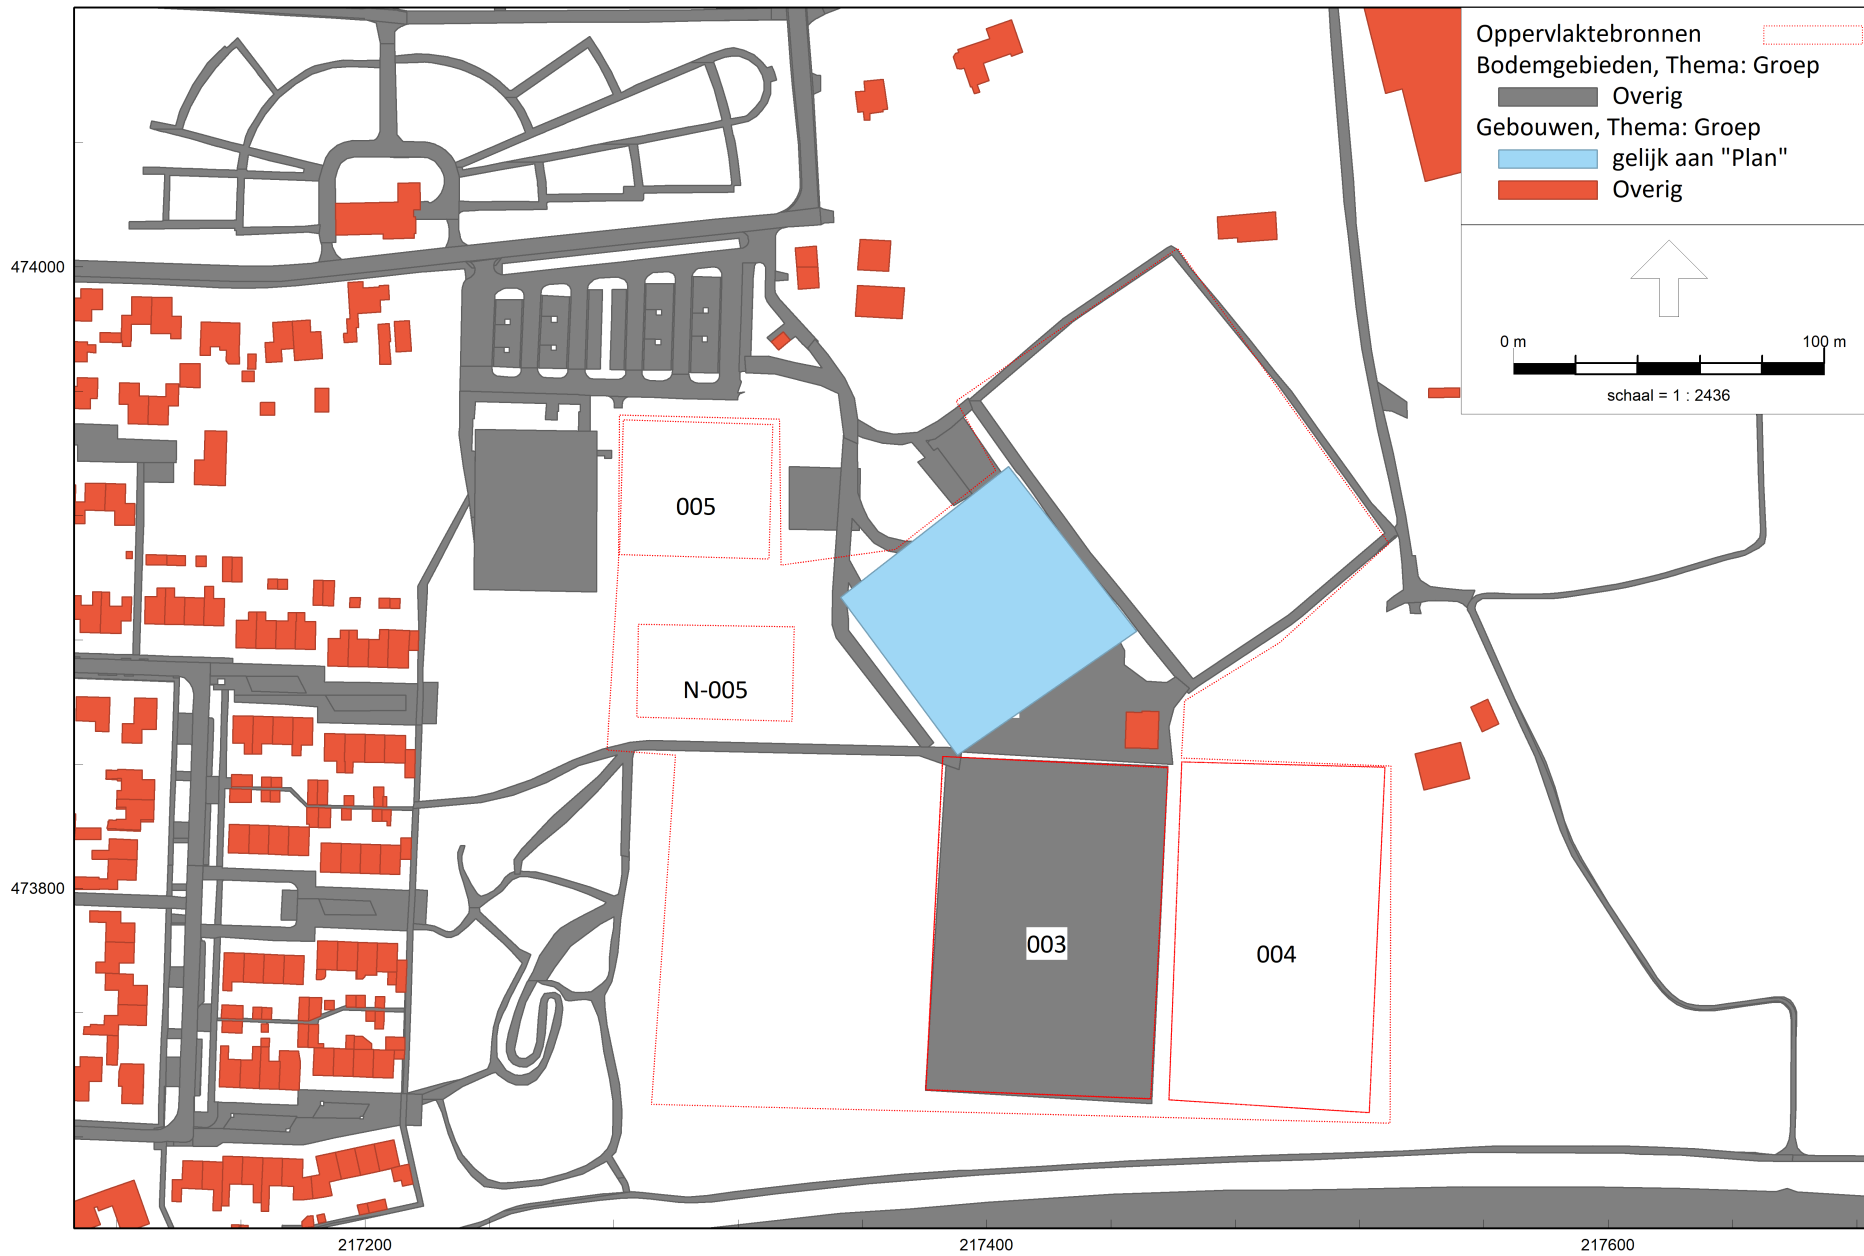 Oppervlaktebronnen
Bodemgebieden, Thema: Groep
Overig
Gebouwen, Thema: Groep
gelijk aan "Plan"
Overig
0 m
100 m
schaal = 1 : 2436
474000
005
N-005
473800
003
004
217200
217400
217600